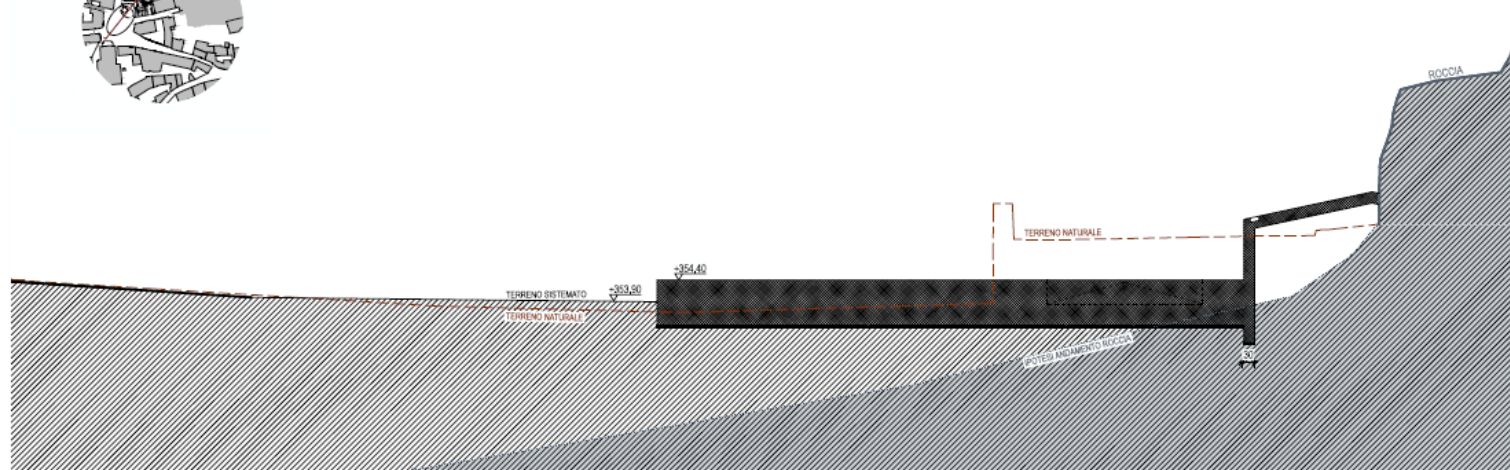 ROCCIA
TERRENO NATURALE
+354,40
+353,90
TERRENO SISTEMATO
TERRENO NATURALE
IPOTESI ANDAMENTO ROCCIA
30